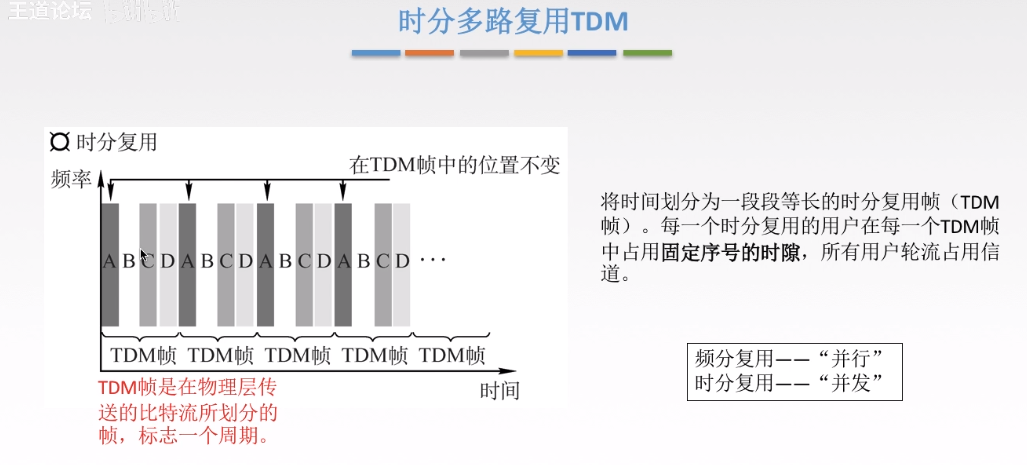 王道论坛
时分多路复用TDM
时分复用
频率
在TDM帧中的位置不变
A B C D A B C D A B C D A B C D ···
TDM帧 TDM帧 TDM帧 TDM帧 TDM帧
时间
TDM帧是在物理层传
送的比特流所划分的
帧，标志一个周期。
将时间划分为一段段等长的时分复用帧（TDM
帧）。每一个时分复用的用户在每一个TDM帧
中占用固定序号的时隙，所有用户轮流占用信
道。
频分复用——“并行”
时分复用——“并发”